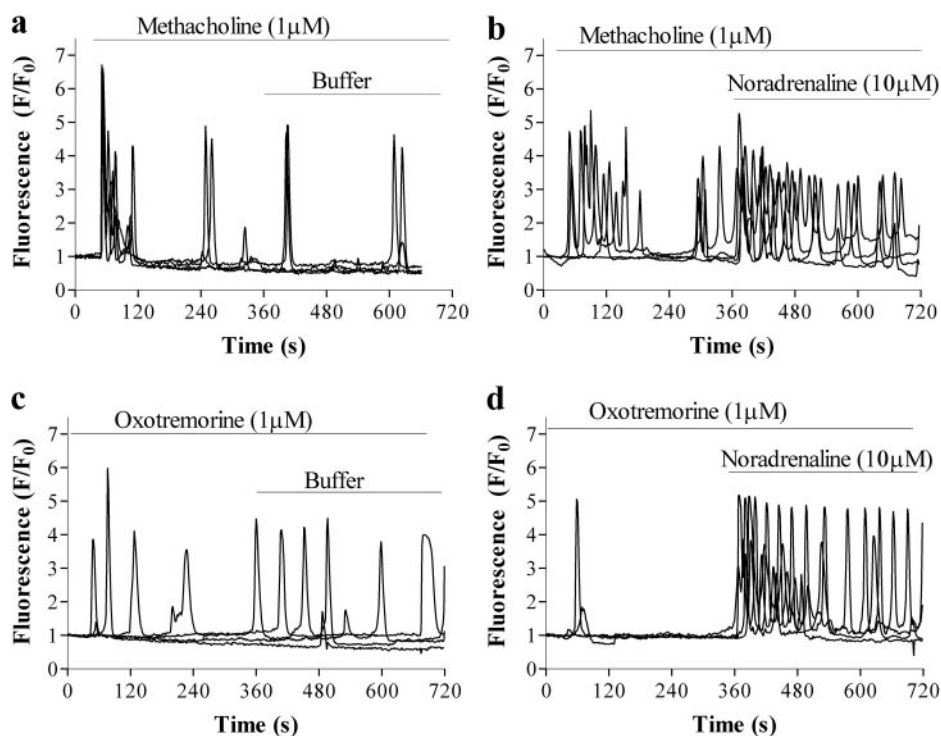 a
Methacholine (1µM)
Buffer
Fluorescence (F/F0)
7
6
5
4
3
2
1
0
0 120 240 360 480 600 720
Time (s)
b
Methacholine (1µM)
Noradrenaline (10µM)
Fluorescence (F/F0)
7
6
5
4
3
2
1
0
0 120 240 360 480 600 720
Time (s)
c
Oxotremorine (1µM)
Buffer
Fluorescence (F/F0)
7
6
5
4
3
2
1
0
0 120 240 360 480 600 720
Time (s)
d
Oxotremorine (1µM)
Noradrenaline (10µM)
Fluorescence (F/F0)
7
6
5
4
3
2
1
0
0 120 240 360 480 600 720
Time (s)